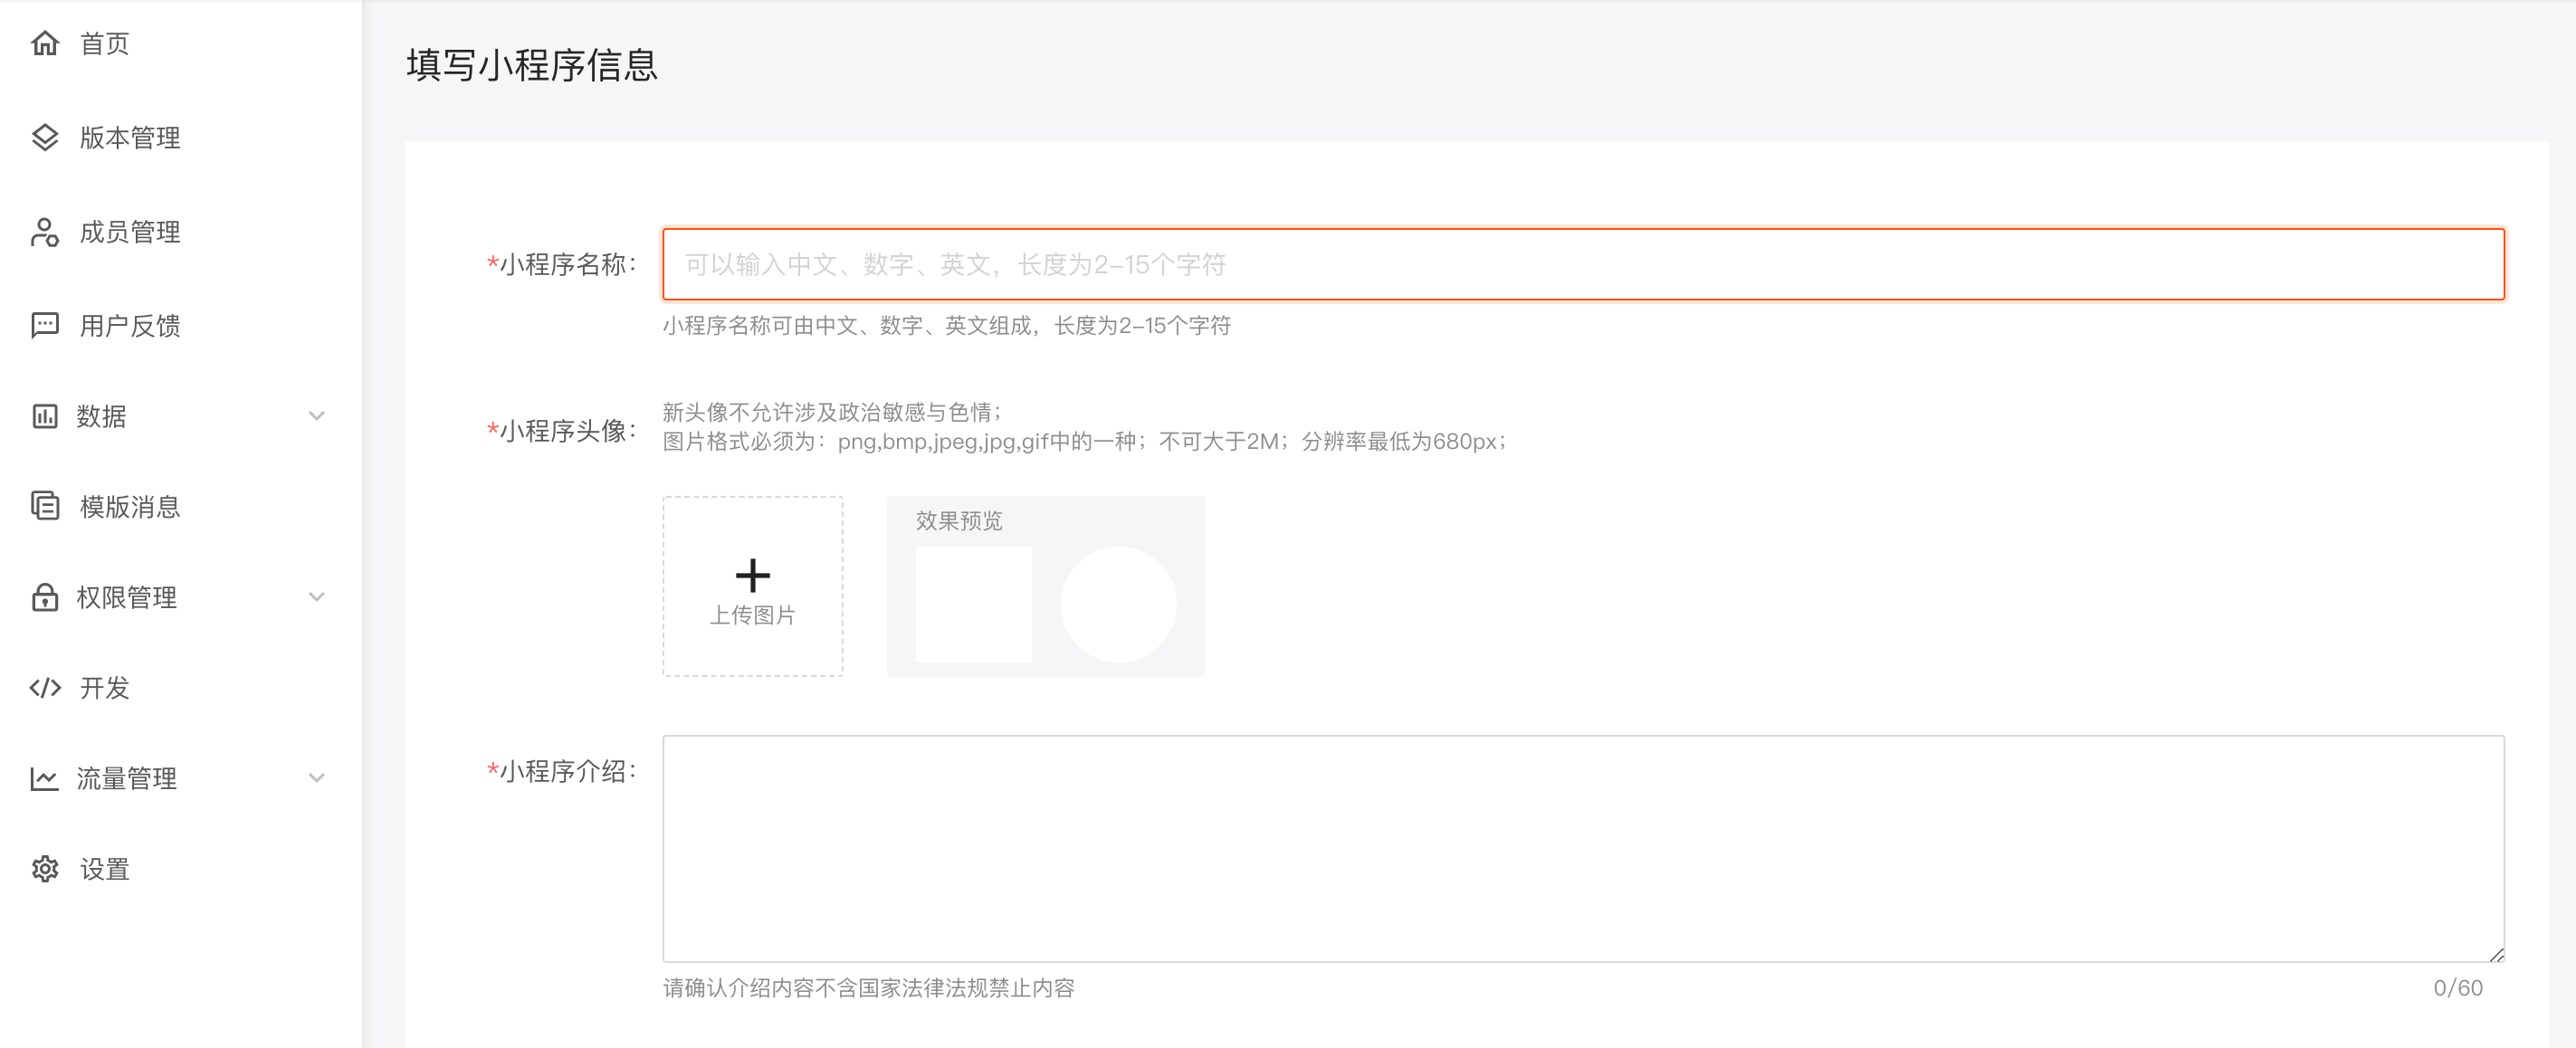 首页
版本管理
成员管理
用户反馈
数据
模版消息
权限管理
开发
流量管理
设置
填写小程序信息
*小程序名称：
可以输入中文、数字、英文，长度为2-15个字符
小程序名称可由中文、数字、英文组成，长度为2-15个字符
*小程序头像：
新头像不允许涉及政治敏感与色情；
图片格式必须为：png,bmp,jpeg,jpg,gif中的一种；不可大于2M；分辨率最低为680px；
上传图片
效果预览
*小程序介绍：
请确认介绍内容不含国家法律法规禁止内容
0/60